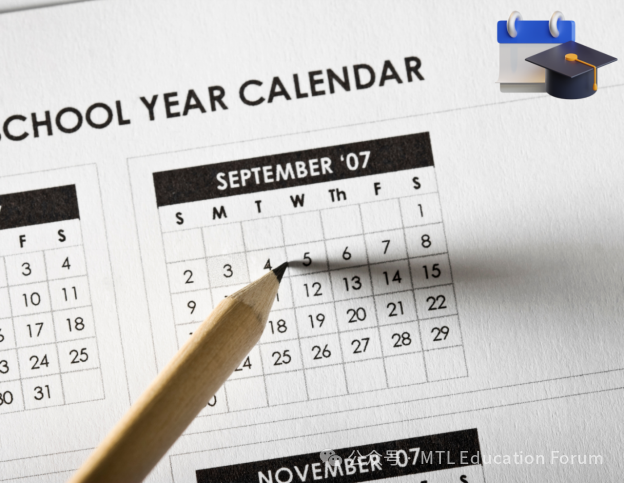 SCHOOL YEAR CALENDAR
SEPTEMBER ‘07
S M T W Th F S
1
2 3 4 5 6 7 8
9 12 13 14 15
18 19 20 21 22
24 25 26 27 28 29
F S
3 4
10 11
17 18
24 25
30 31
NOVEMBER ‘07
F S
公众号 · MTL Education Forum